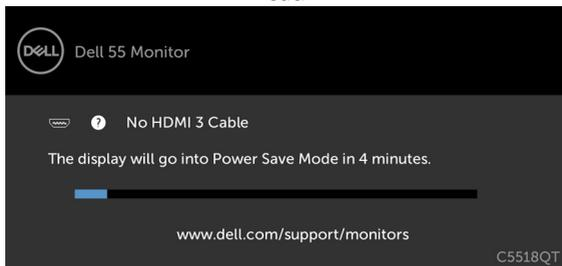 DELL
Dell 55 Monitor
? No HDMI 3 Cable
The display will go into Power Save Mode in 4 minutes.
www.dell.com/support/monitors
C5518QT